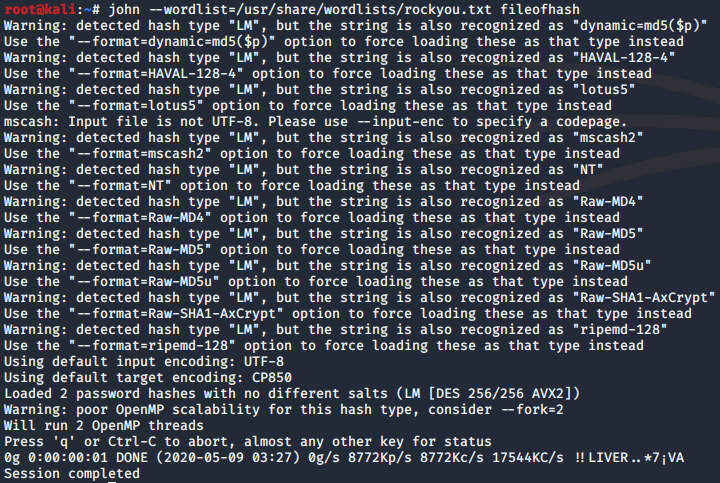 root@kali:~# john --wordlist=/usr/share/wordlists/rockyou.txt fileofhash
Warning: detected hash type "LM", but the string is also recognized as "dynamic=md5($p)"
Use the "--format=dynamic=md5($p)" option to force loading these as that type instead
Warning: detected hash type "LM", but the string is also recognized as "HAVAL-128-4"
Use the "--format=HAVAL-128-4" option to force loading these as that type instead
Warning: detected hash type "LM", but the string is also recognized as "lotus5"
Use the "--format=lotus5" option to force loading these as that type instead
mscash: Input file is not UTF-8. Please use --input-enc to specify a codepage.
Warning: detected hash type "LM", but the string is also recognized as "mscash2"
Use the "--format=mscash2" option to force loading these as that type instead
Warning: detected hash type "LM", but the string is also recognized as "NT"
Use the "--format=NT" option to force loading these as that type instead
Warning: detected hash type "LM", but the string is also recognized as "Raw-MD4"
Use the "--format=Raw-MD4" option to force loading these as that type instead
Warning: detected hash type "LM", but the string is also recognized as "Raw-MD5"
Use the "--format=Raw-MD5" option to force loading these as that type instead
Warning: detected hash type "LM", but the string is also recognized as "Raw-MD5u"
Use the "--format=Raw-MD5u" option to force loading these as that type instead
Warning: detected hash type "LM", but the string is also recognized as "Raw-SHA1-AxCrypt"
Use the "--format=Raw-SHA1-AxCrypt" option to force loading these as that type instead
Warning: detected hash type "LM", but the string is also recognized as "ripemd-128"
Use the "--format=ripemd-128" option to force loading these as that type instead
Using default input encoding: UTF-8
Using default target encoding: CP850
Loaded 2 password hashes with no different salts (LM [DES 256/256 AVX2])
Warning: poor OpenMP scalability for this hash type, consider --fork=2
Will run 2 OpenMP threads
Press 'q' or Ctrl-C to abort, almost any other key for status
0g 0:00:00:01 DONE (2020-05-09 03:27) 0g/s 8772Kp/s 8772Kc/s 17544KC/s !!LIVER..*7¡VA
Session completed